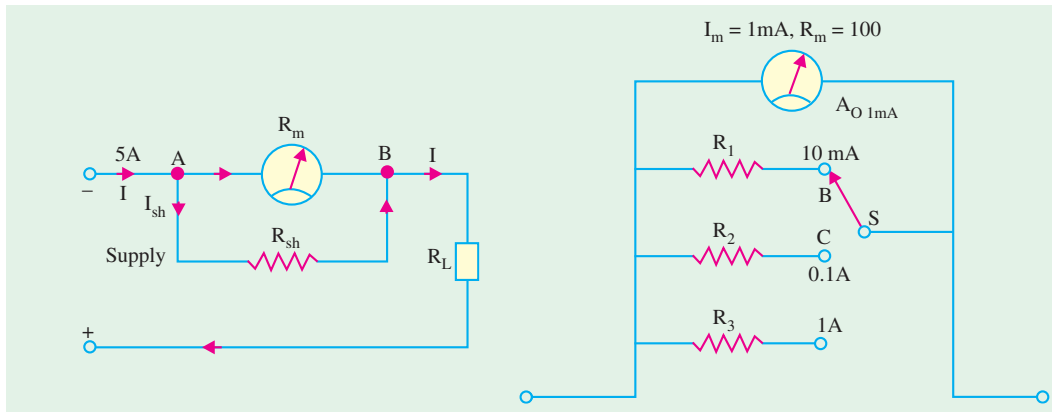 I_m = 1mA, R_m = 100
A_O 1mA
R_m
5A
A
B
I
–
I
I_sh
R_sh
Supply
R_L
+
R_1
10 mA
B
S
R_2
C
0.1A
R_3
1A